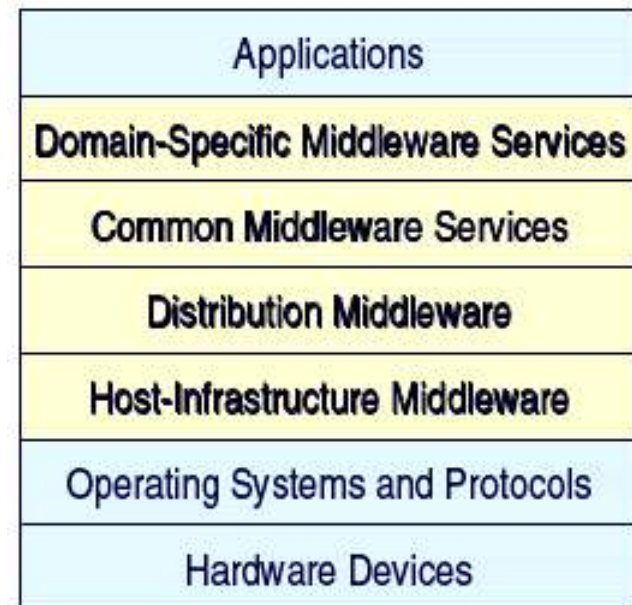 Applications
Domain-Specific Middleware Services
Common Middleware Services
Distribution Middleware
Host-Infrastructure Middleware
Operating Systems and Protocols
Hardware Devices